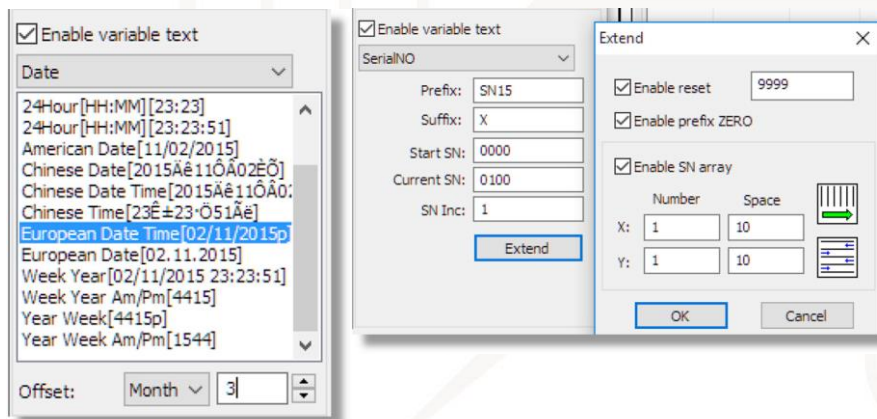 Enable variable text
Date
24Hour[HH:MM][23:23]
24Hour[HH:MM][23:23:51]
American Date[11/02/2015]
Chinese Date[2015Äê11ÔÂ02ÈÕ]
Chinese Date Time[2015Äê11ÔÂ02:
Chinese Time[23Ê±23·Ö51Ãë]
European Date Time[02/11/2015p]
European Date[02.11.2015]
Week Year[02/11/2015 23:23:51]
Week Year Am/Pm[4415]
Year Week[4415p]
Year Week Am/Pm[1544]
Offset: Month 3
Enable variable text
SerialNO
Prefix: SN15
Suffix: X
Start SN: 0000
Current SN: 0100
SN Inc: 1
Extend
Extend
Enable reset 9999
Enable prefix ZERO
Enable SN array
Number Space
X: 1 10
Y: 1 10
OK Cancel